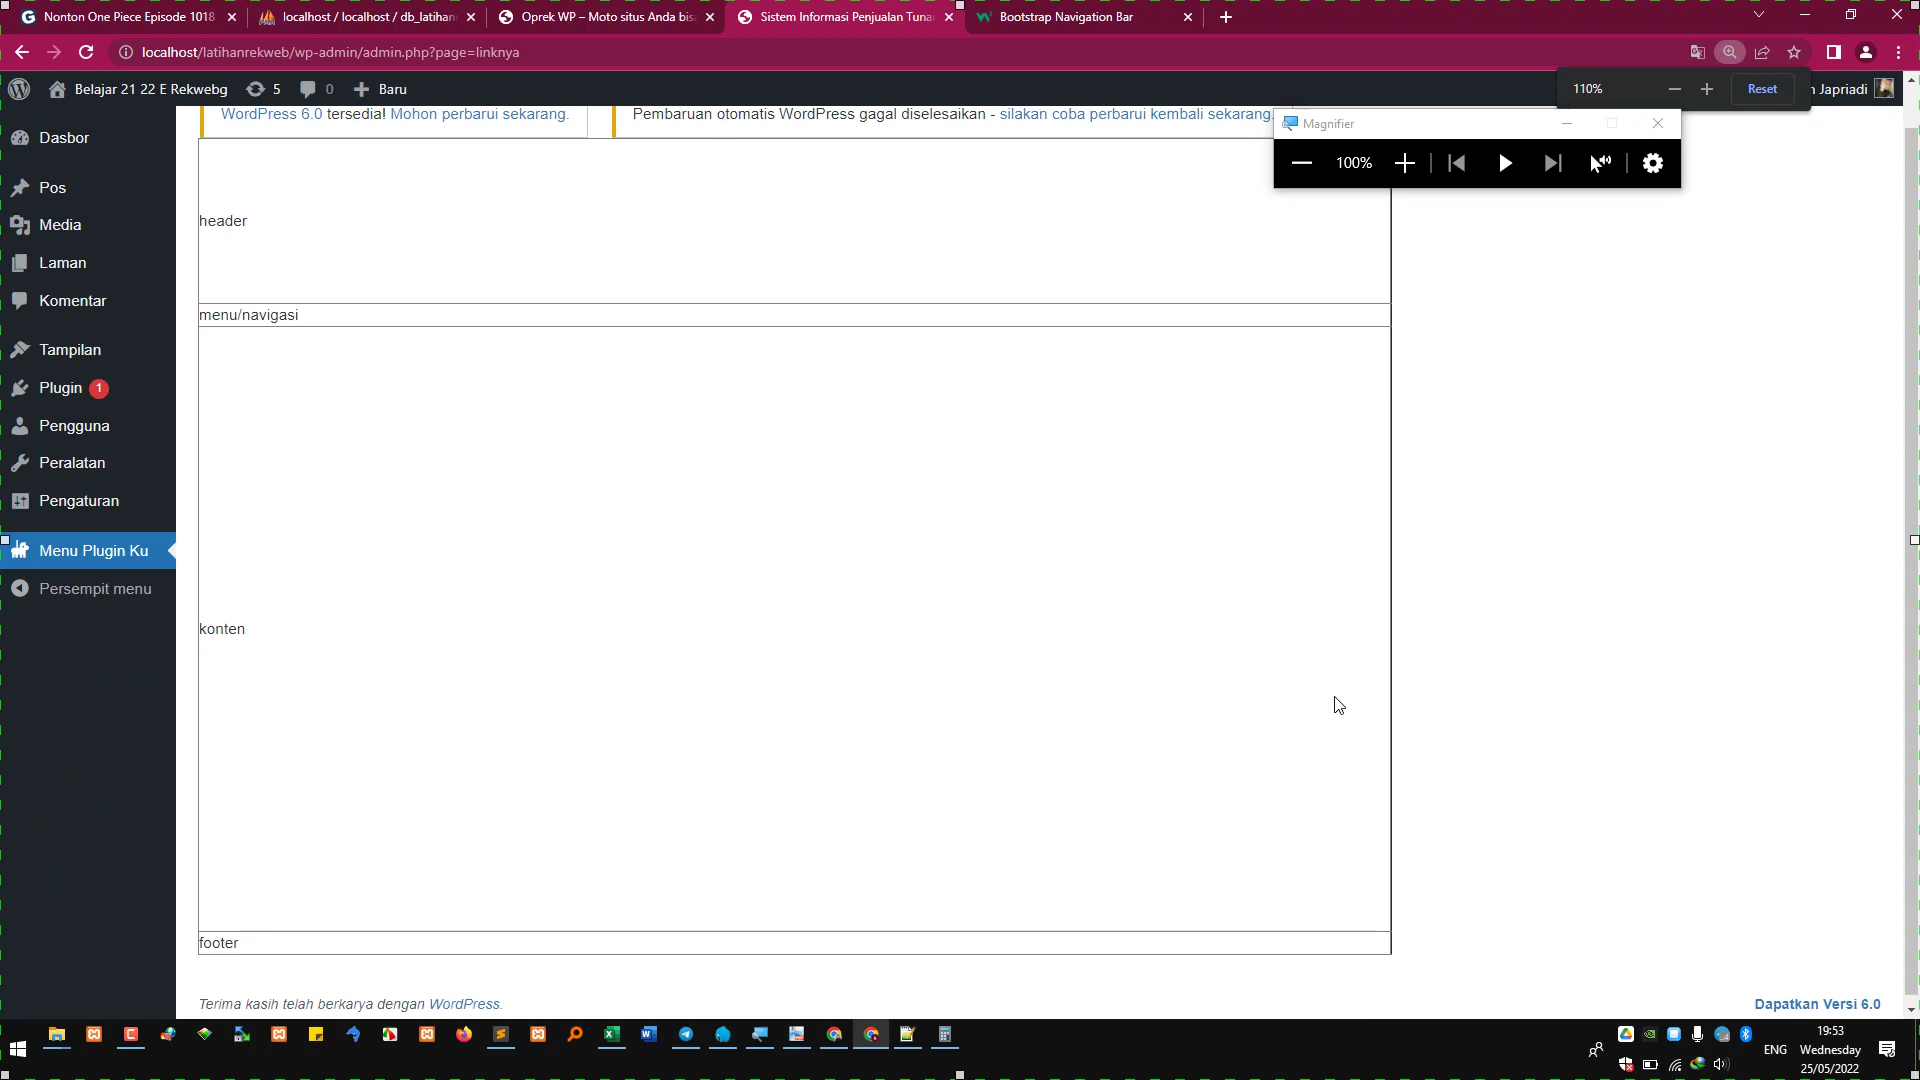 Nonton One Piece Episode 1018
localhost / localhost / db_latihan
Oprek WP – Moto situs Anda bis
Sistem Informasi Penjualan Tunai
Bootstrap Navigation Bar
localhost/latihanrekweb/wp-admin/admin.php?page=linknya
Belajar 21 22 E Rekwebg
5
0
Baru
110%
Reset
Japriadi
WordPress 6.0 tersedia! Mohon perbarui sekarang.
Pembaruan otomatis WordPress gagal diselesaikan - silakan coba perbarui kembali sekarang.
Magnifier
100%
Dasbor
Pos
Media
Laman
Komentar
Tampilan
Plugin 1
Pengguna
Peralatan
Pengaturan
Menu Plugin Ku
Persempit menu
header
menu/navigasi
konten
footer
Terima kasih telah berkarya dengan WordPress.
Dapatkan Versi 6.0
ENG
19:53
Wednesday
25/05/2022